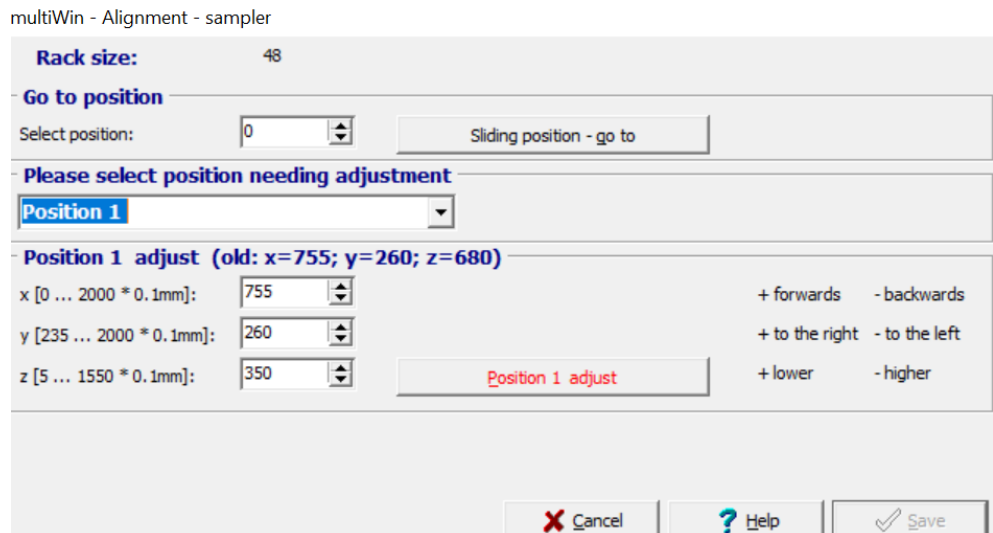 multiWin - Alignment - sampler
Rack size: 48
Go to position
Select position: 0 Sliding position - go to
Please select position needing adjustment
Position 1
Position 1 adjust (old: x=755; y=260; z=680)
x [0 ... 2000 * 0.1mm]: 755 + forwards - backwards
y [235 ... 2000 * 0.1mm]: 260 + to the right - to the left
z [5 ... 1550 * 0.1mm]: 350 Position 1 adjust + lower - higher
Cancel Help Save